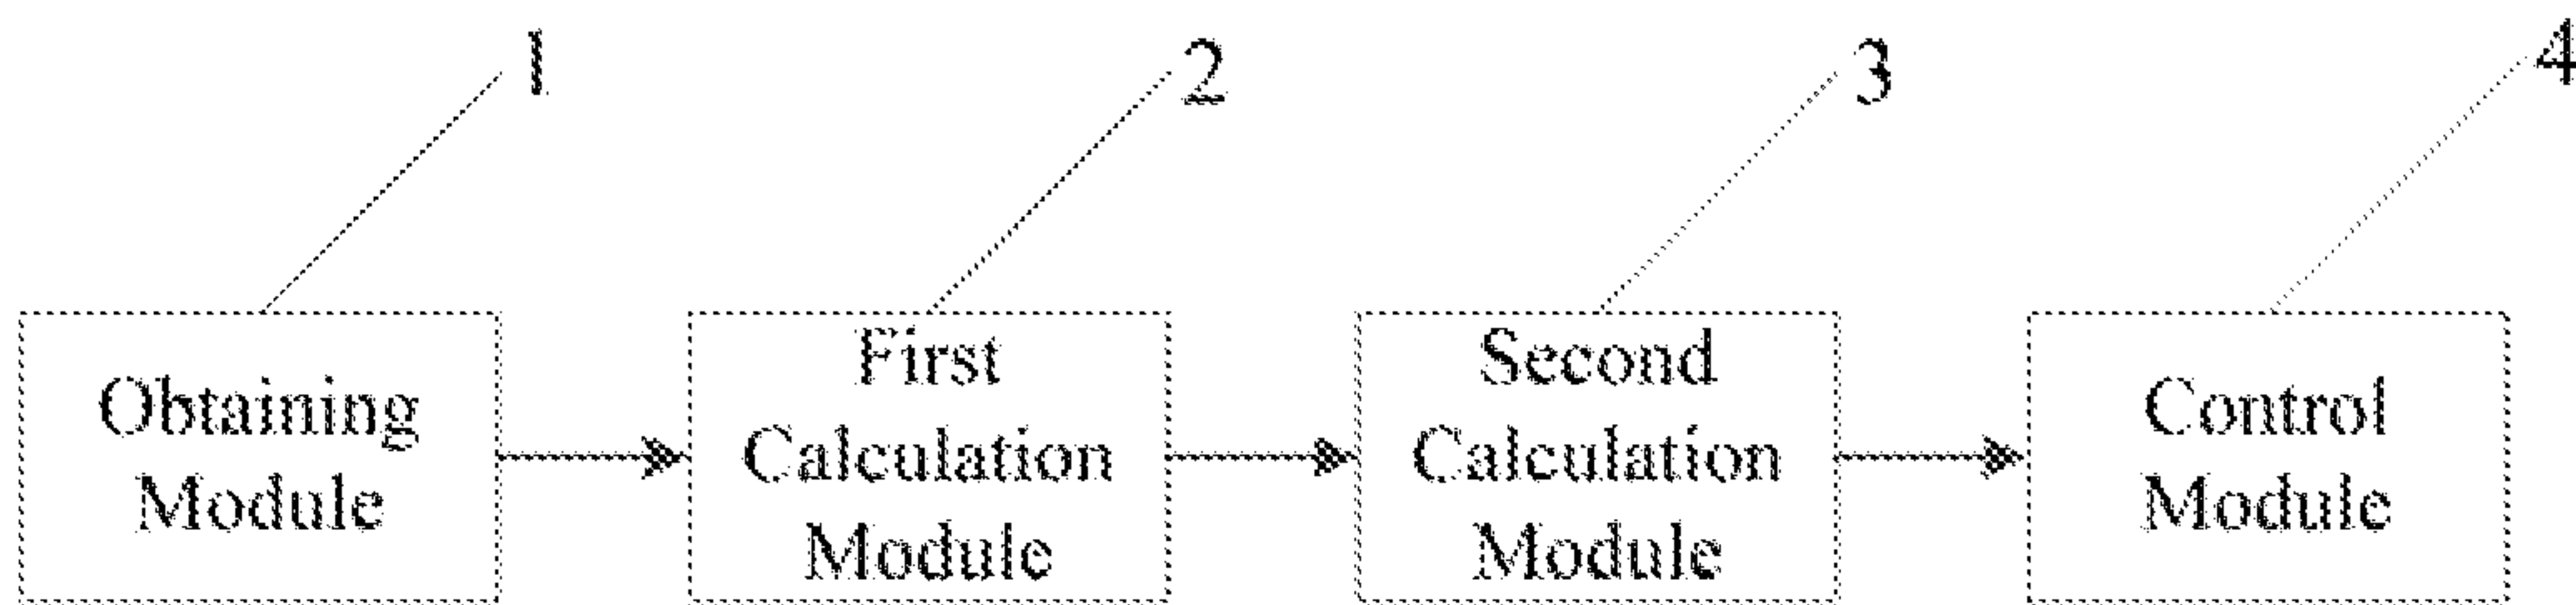 1
2
3
4
Obtaining
Module
First
Calculation
Module
Second
Calculation
Module
Control
Module